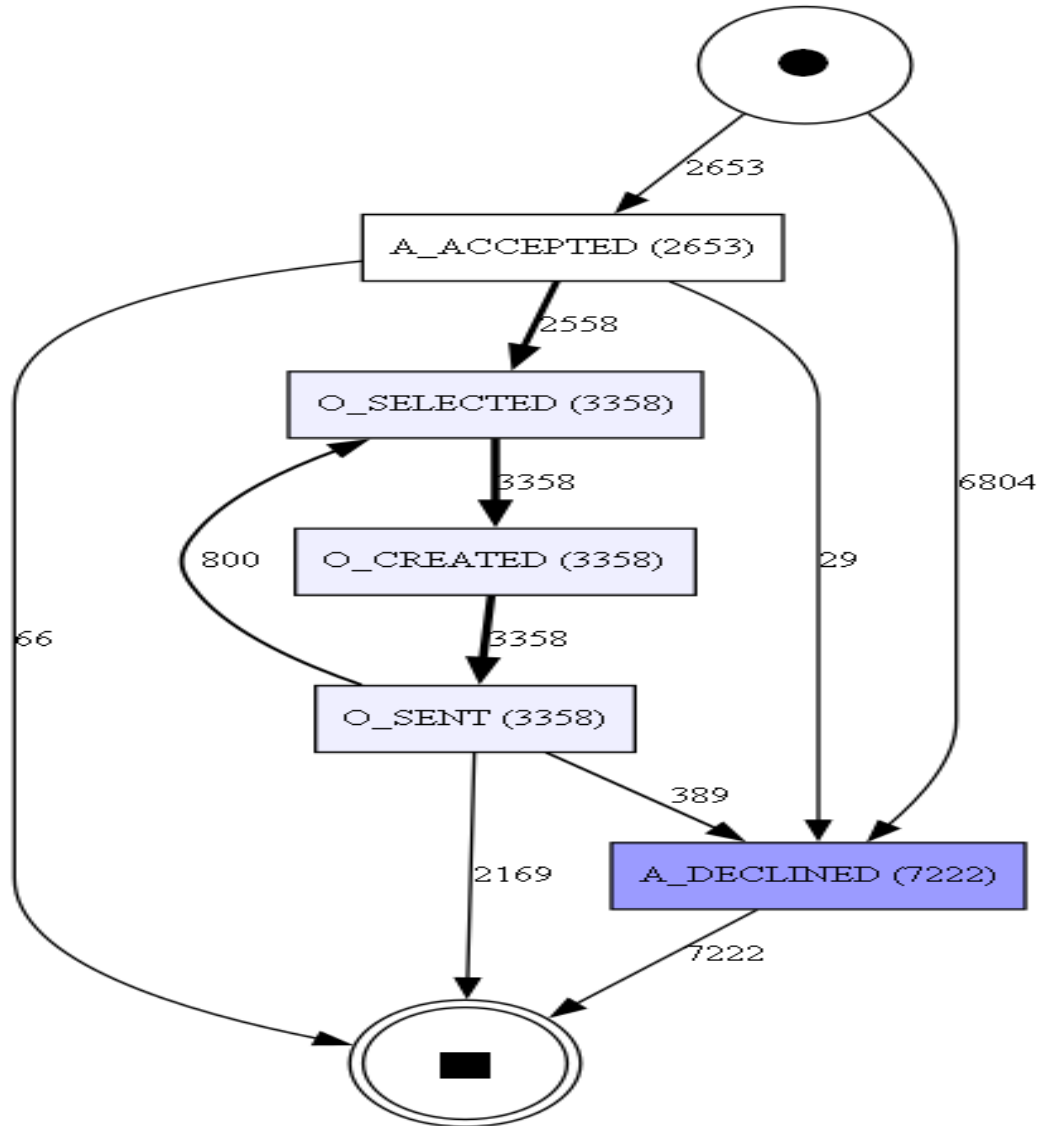 2653
A_ACCEPTED (2653)
2558
O_SELECTED (3358)
3358
6804
800
O_CREATED (3358)
29
66
3358
O_SENT (3358)
389
2169
A_DECLINED (7222)
7222